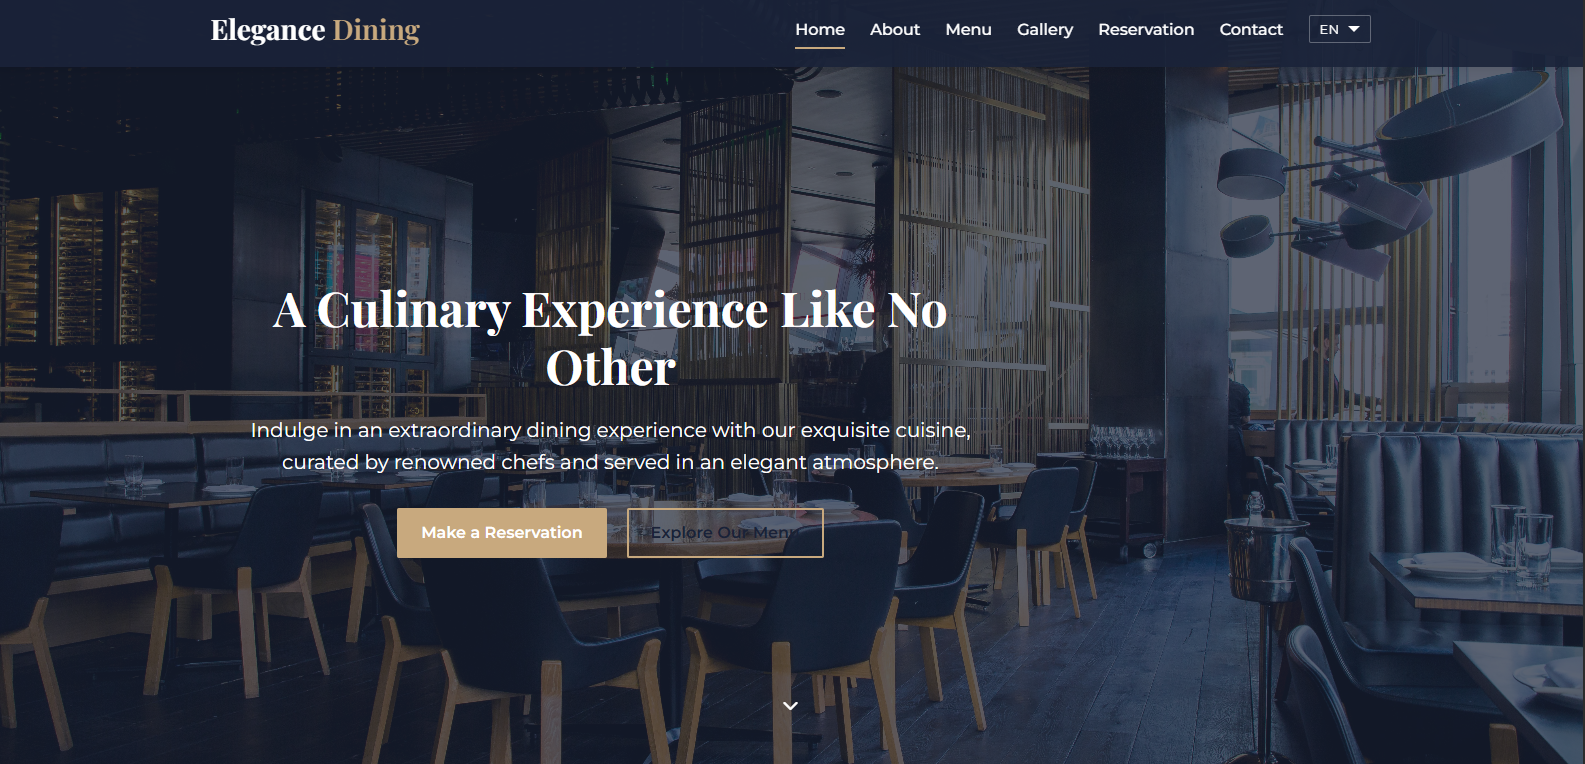 Elegance Dining
Home About Menu Gallery Reservation Contact EN
A Culinary Experience Like No
Other
Indulge in an extraordinary dining experience with our exquisite cuisine,
curated by renowned chefs and served in an elegant atmosphere.
Make a Reservation Explore Our Menu